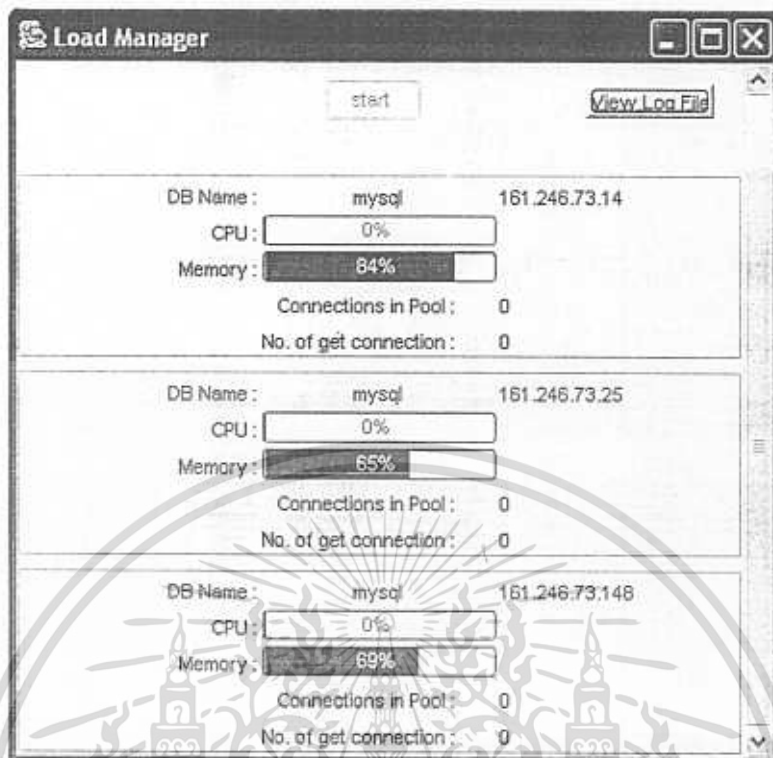 Load Manager
start View Log File
DB Name : mysql 161.246.73.14
CPU : 0%
Memory : 84%
Connections in Pool : 0
No. of get connection : 0
DB Name : mysql 161.246.73.25
CPU : 0%
Memory : 65%
Connections in Pool : 0
No. of get connection : 0
DB Name : mysql 161.246.73.148
CPU : 0%
Memory : 69%
Connections in Pool : 0
No. of get connection : 0